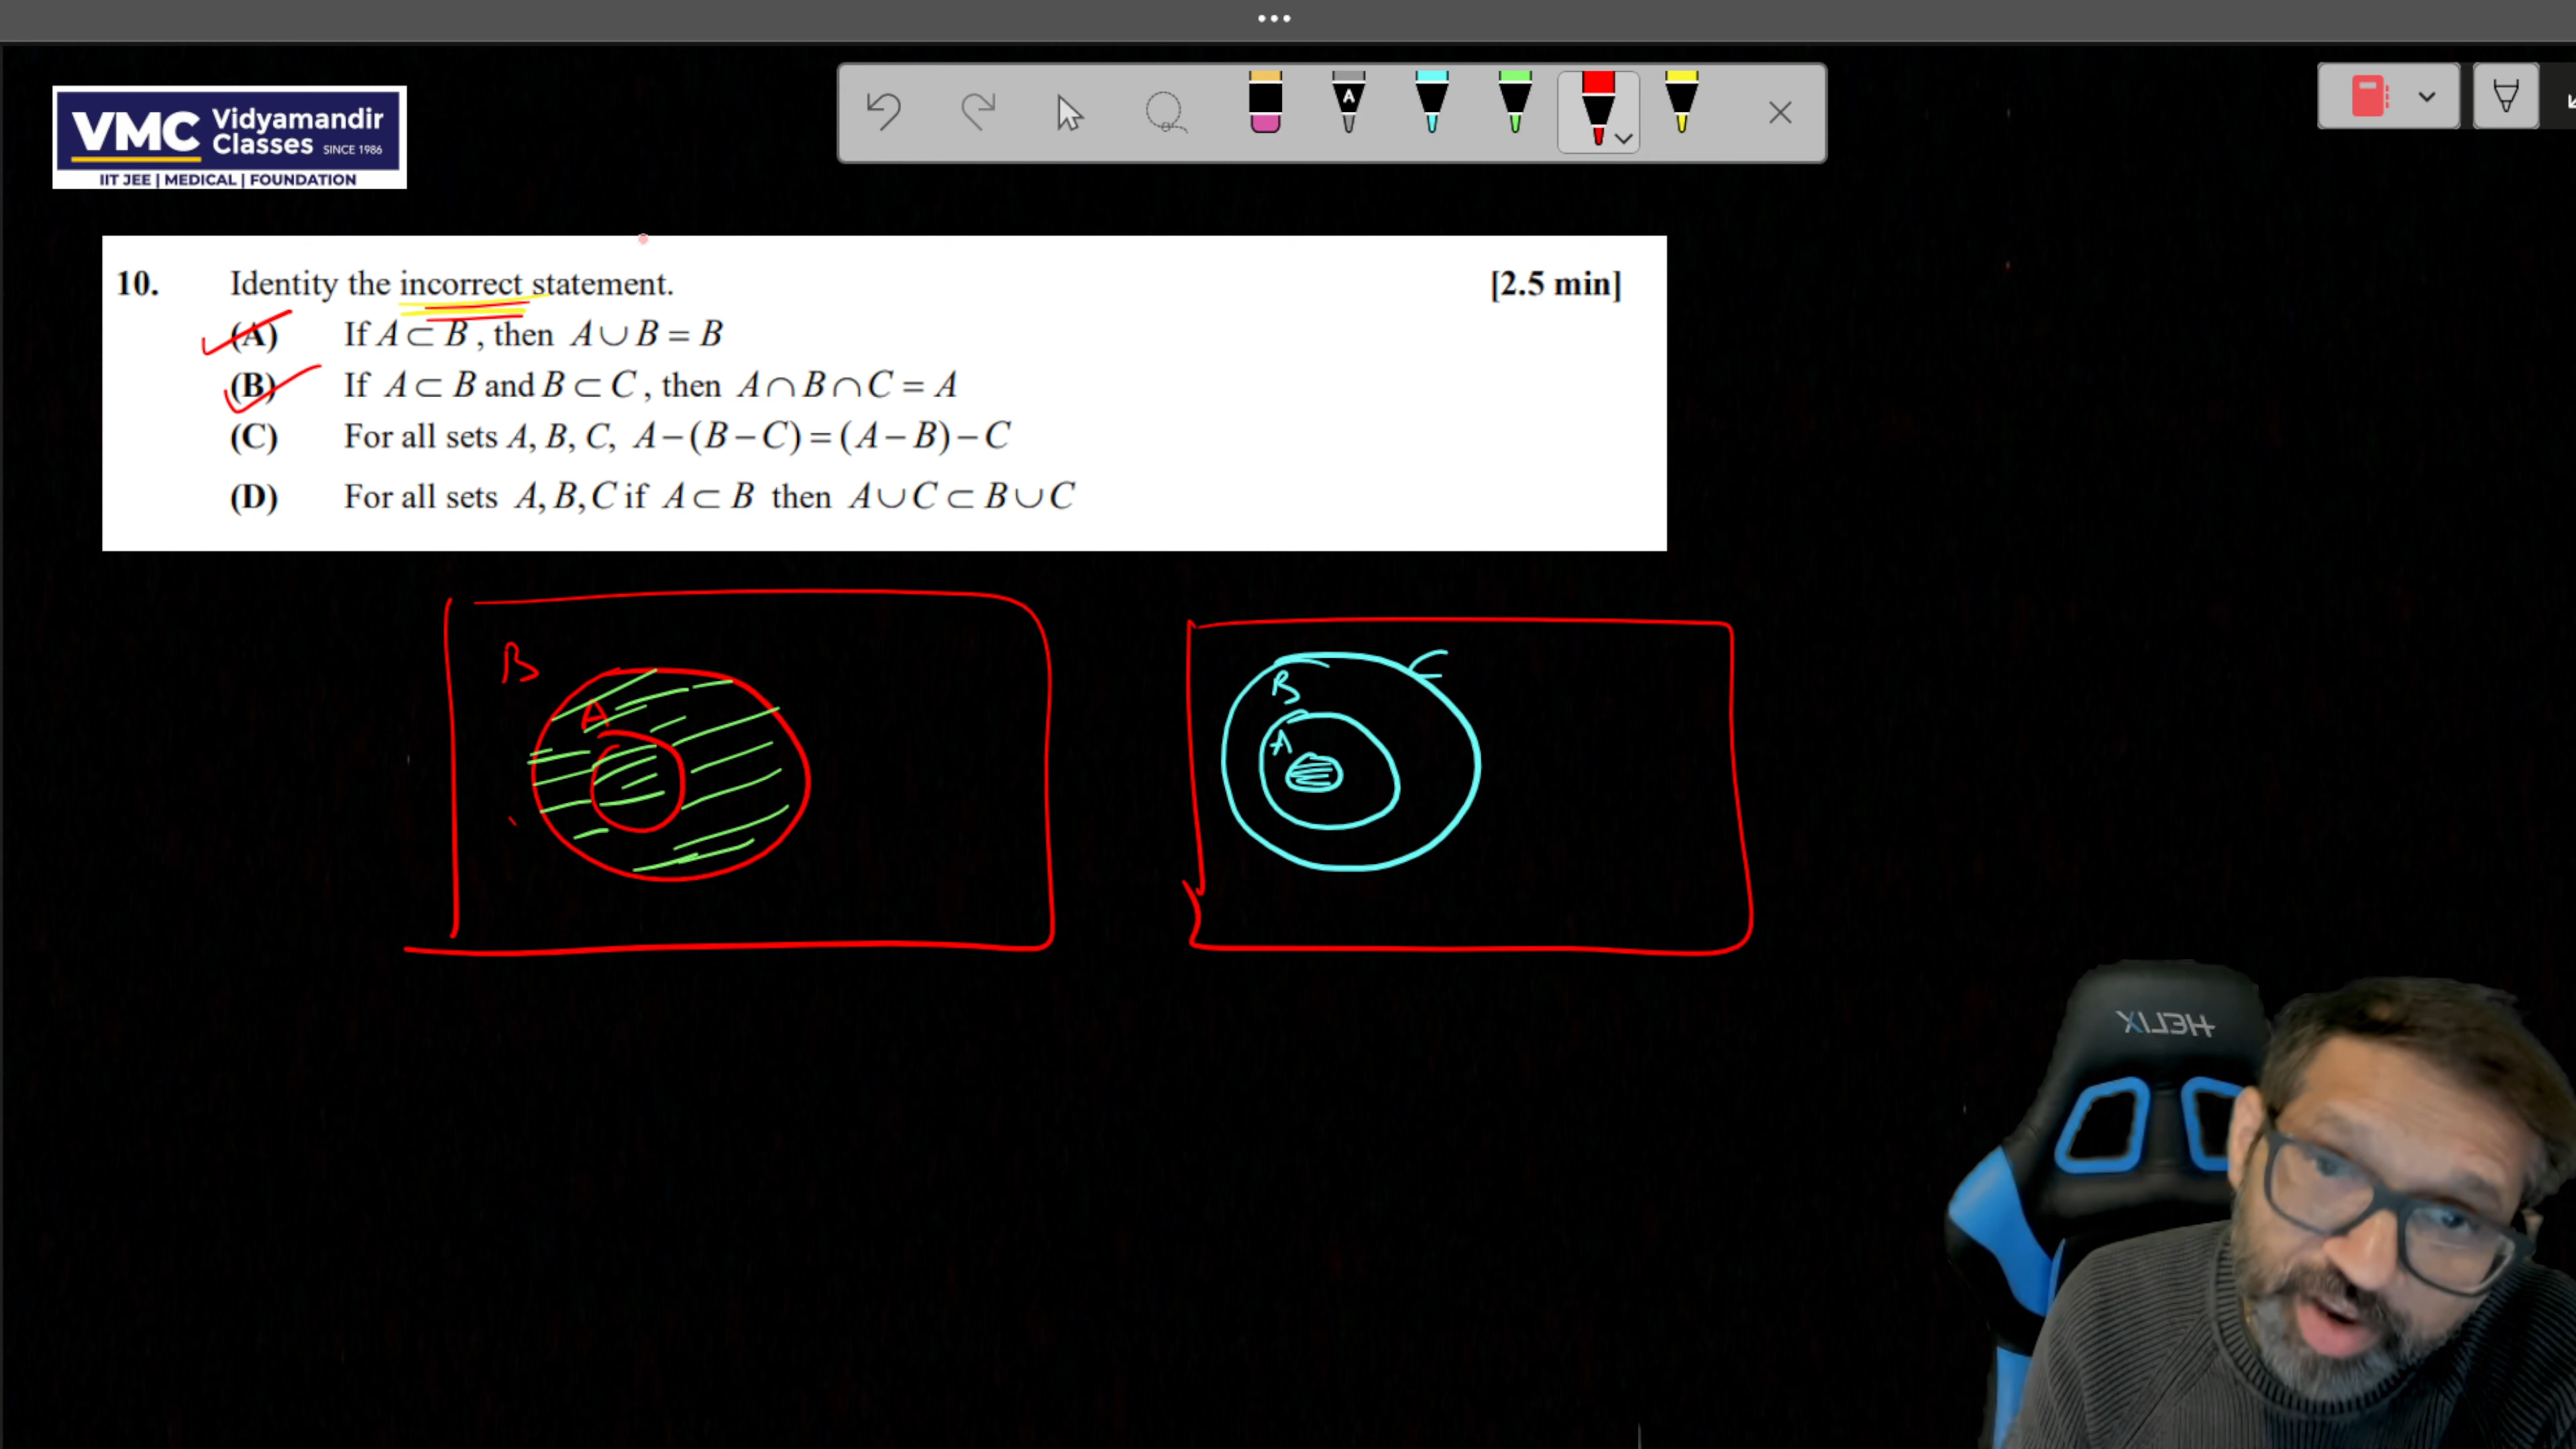 VMC Vidyamandir Classes SINCE 1986
IIT JEE | MEDICAL | FOUNDATION
A
10. Identity the incorrect statement. [2.5 min]
(A) If A ⊂ B , then A ∪ B = B
(B) If A ⊂ B and B ⊂ C , then A ∩ B ∩ C = A
(C) For all sets A, B, C, A − (B − C) = (A − B) − C
(D) For all sets A, B, C if A ⊂ B then A ∪ C ⊂ B ∪ C
B
A
C
B
A
HELIX